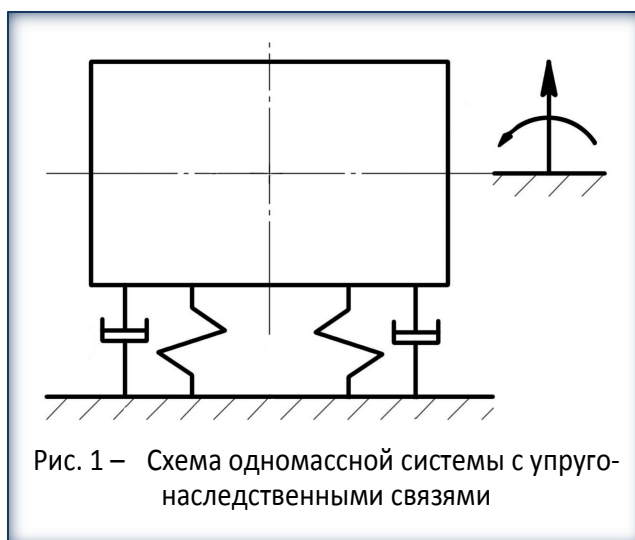 Рис. 1 – Схема одномассной системы с упруго-
наследственными связями